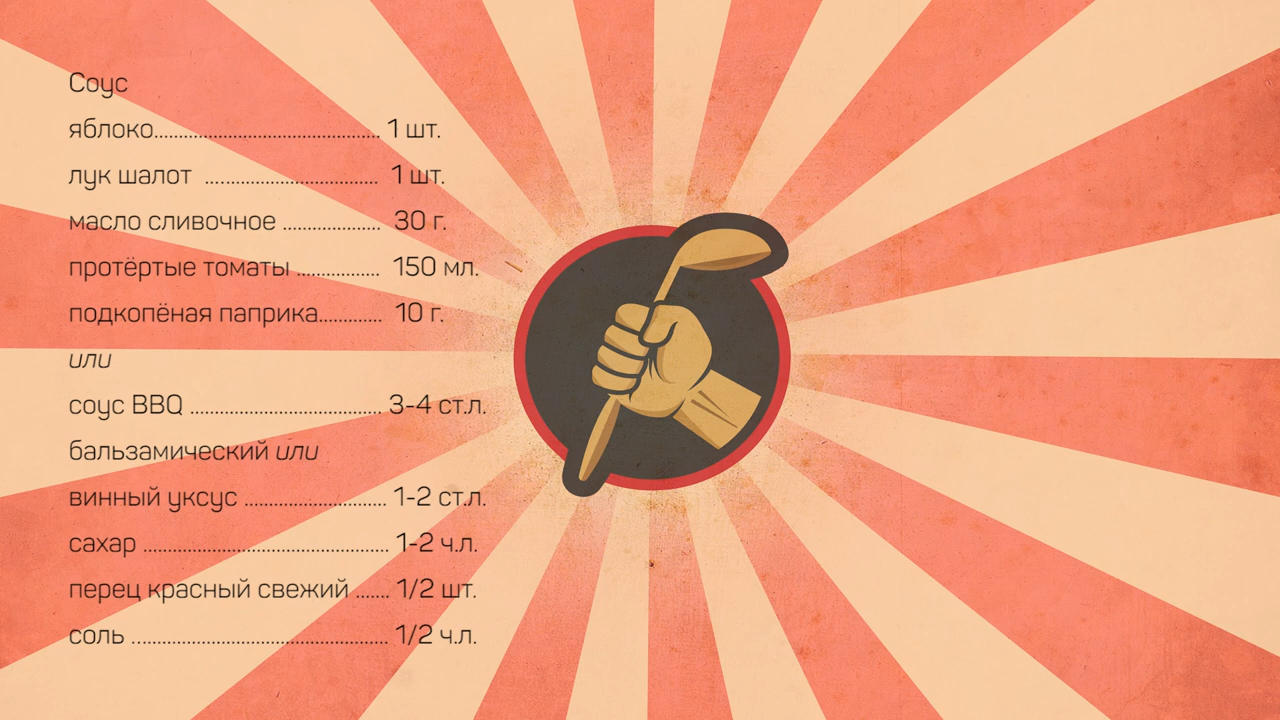 Соус
яблоко............................................. 1 шт.
лук шалот .................................. 1 шт.
масло сливочное ................... 30 г.
протёртые томаты ................ 150 мл.
подкопёная паприка............. 10 г.
или
соус BBQ ....................................... 3-4 ст.л.
бальзамический или
винный уксус ............................ 1-2 ст.л.
сахар ................................................. 1-2 ч.л.
перец красный свежий ....... 1/2 шт.
соль ................................................... 1/2 ч.л.